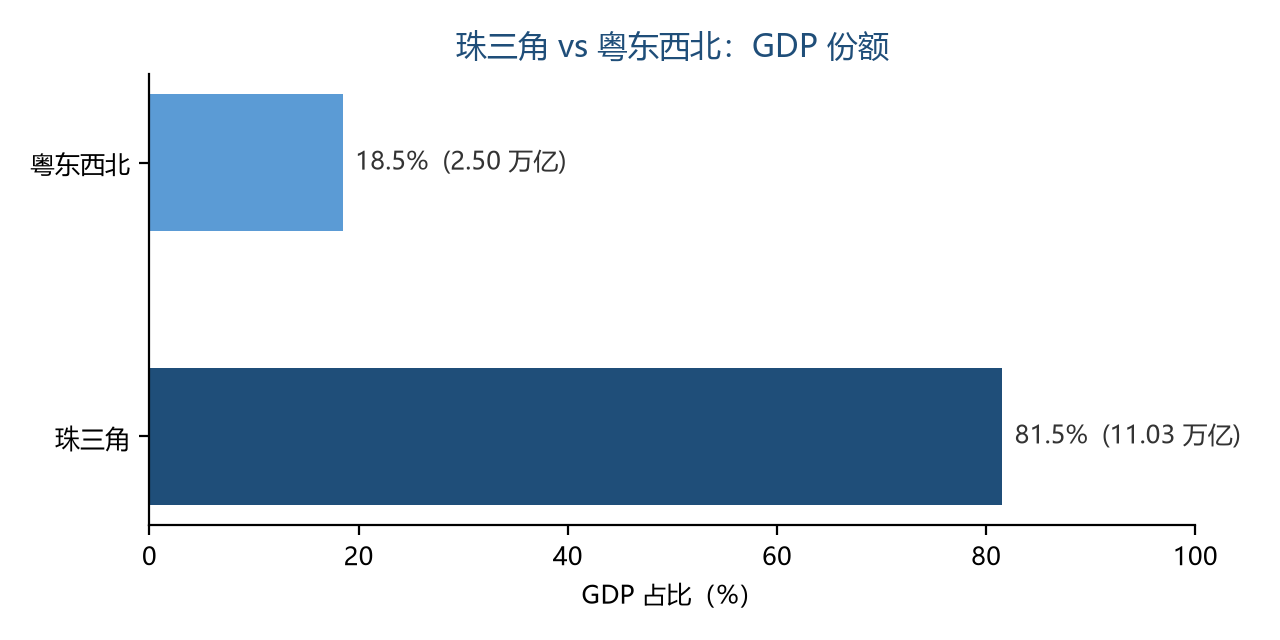 珠三角 vs 粤东西北：GDP 份额
粤东西北
18.5%  (2.50 万亿)
珠三角
81.5%  (11.03 万亿)
0 20 40 60 80 100
GDP 占比（%）